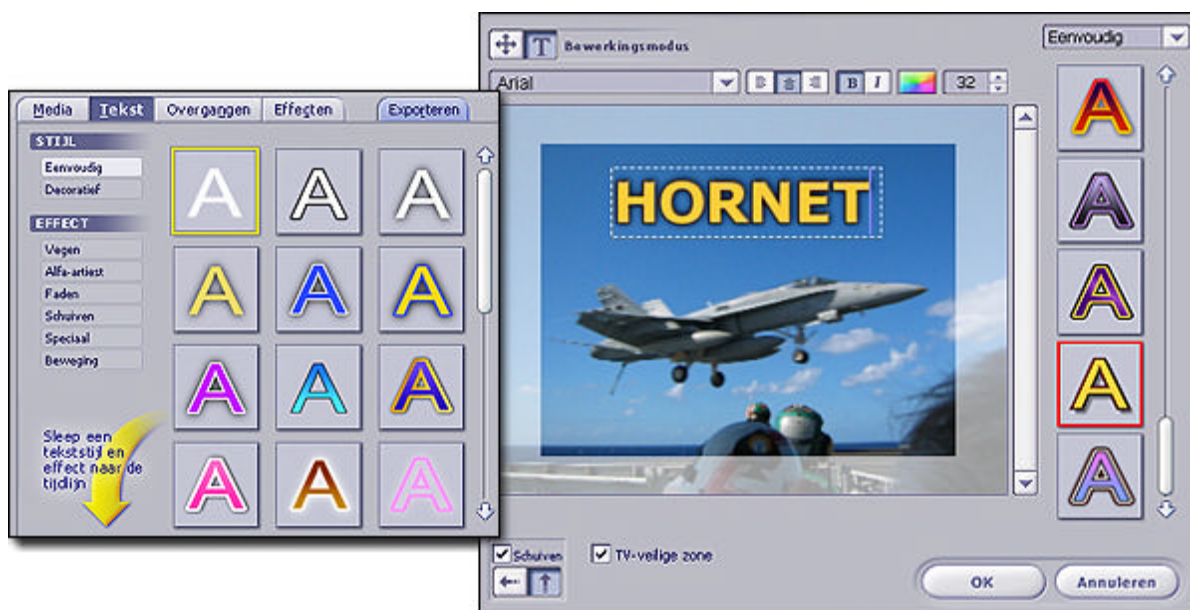 Media Tekst Overgangen Effecten Exporteren
STIJL
Eenvoudig
Decoratief
EFFECT
Vegen
Alfa-artiest
Faden
Schuiven
Speciaal
Beweging
Sleep een
tekststijl en
effect naar de
tijdlijn
A A A
A A A
A A A
A A A
T Bewerkingsmodus
Eenvoudig
Arial B I 32
HORNET
A
A
A
A
A
Schuiven TV-veilige zone
OK Annuleren